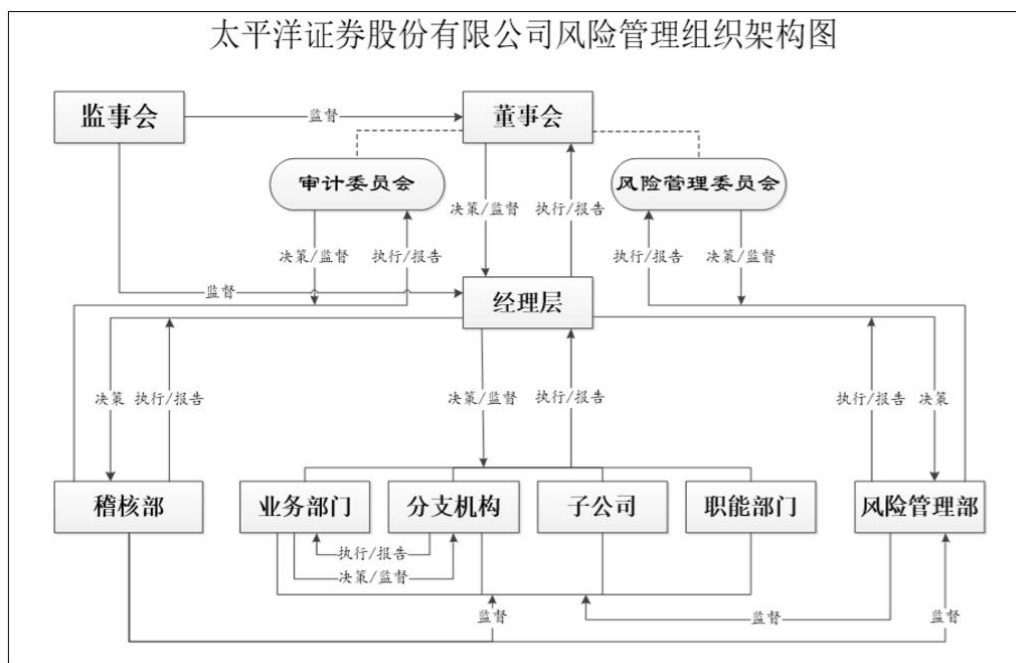 太平洋证券股份有限公司风险管理组织架构图
监事会
监督
董事会
审计委员会
风险管理委员会
决策/监督
执行/报告
决策/监督
执行/报告
执行/报告
决策/监督
监督
经理层
决策
执行/报告
决策/监督
执行/报告
执行/报告
决策
稽核部
业务部门
分支机构
子公司
职能部门
风险管理部
执行/报告
决策/监督
监督
监督
监督